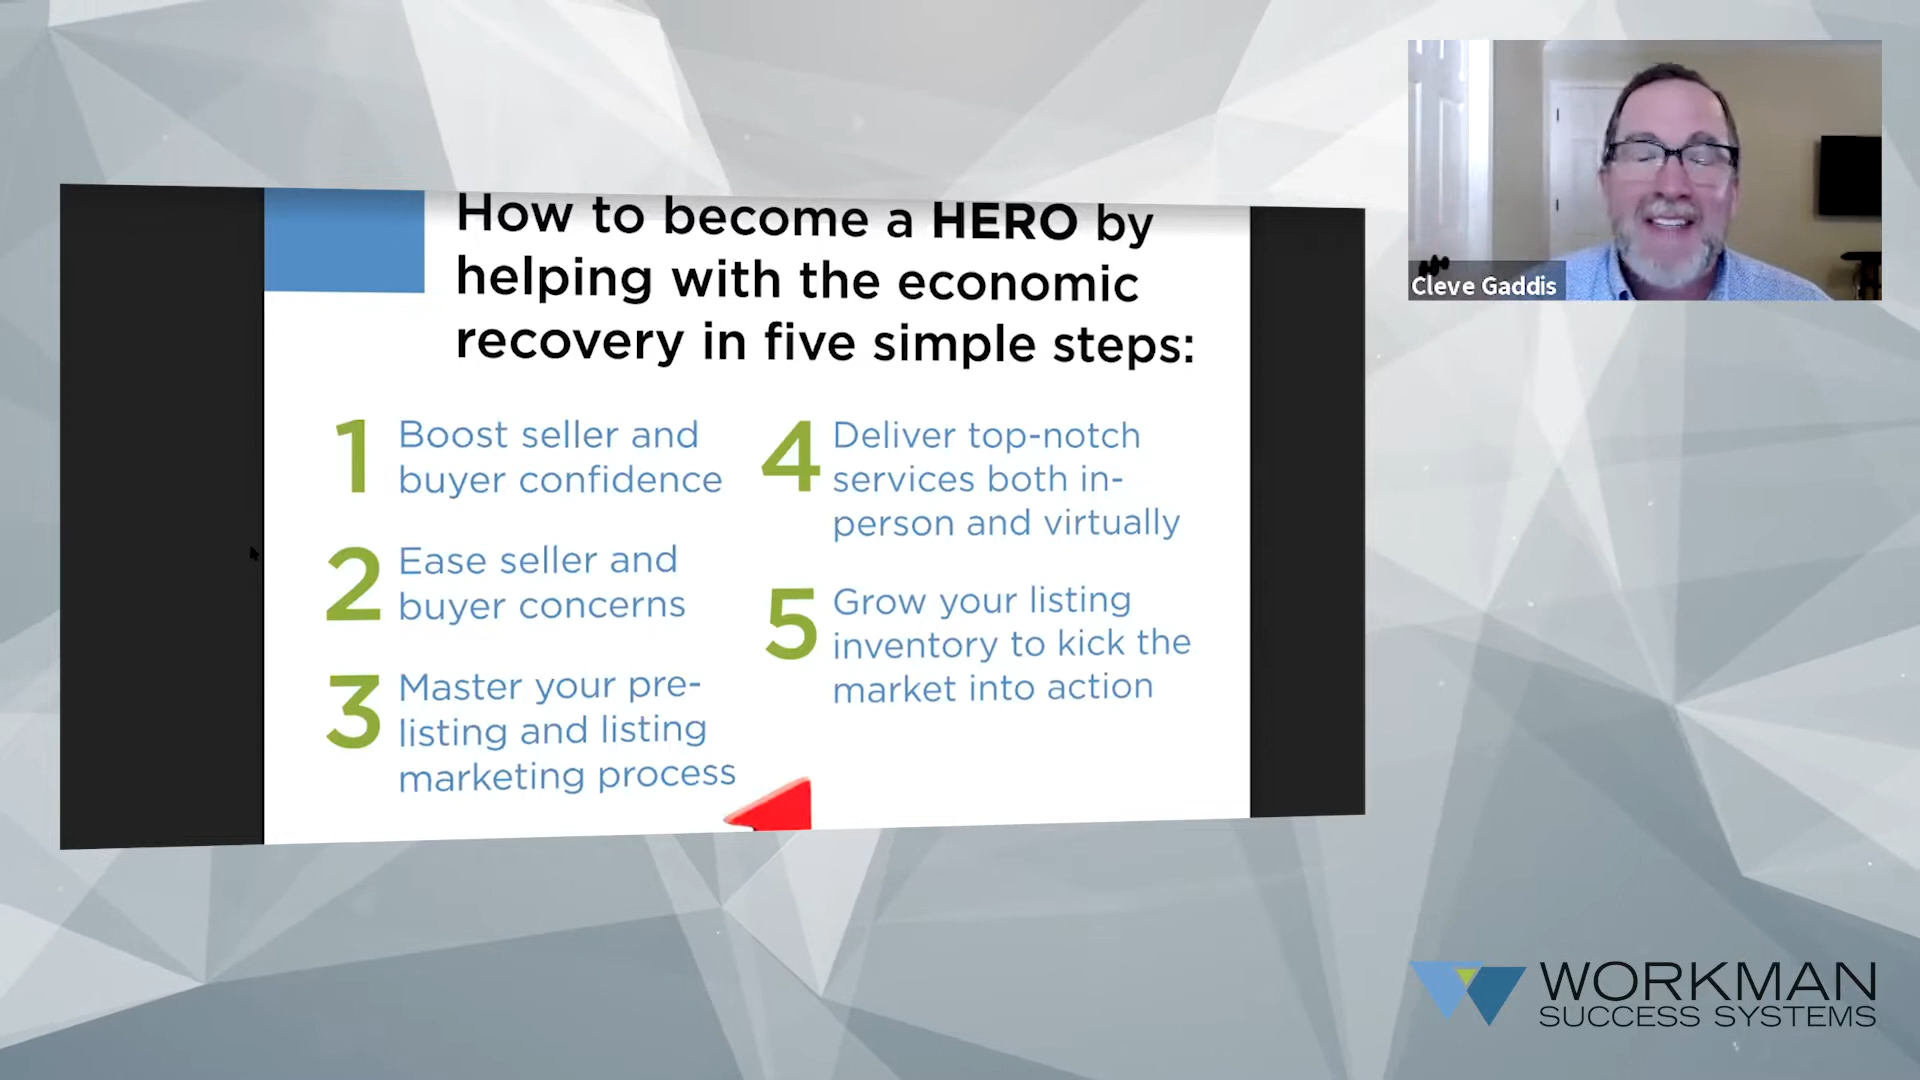 How to become a HERO by
helping with the economic
recovery in five simple steps:
1 Boost seller and
buyer confidence
2 Ease seller and
buyer concerns
3 Master your pre-
listing and listing
marketing process
4 Deliver top-notch
services both in-
person and virtually
5 Grow your listing
inventory to kick the
market into action
Cleve Gaddis
WORKMAN
SUCCESS SYSTEMS